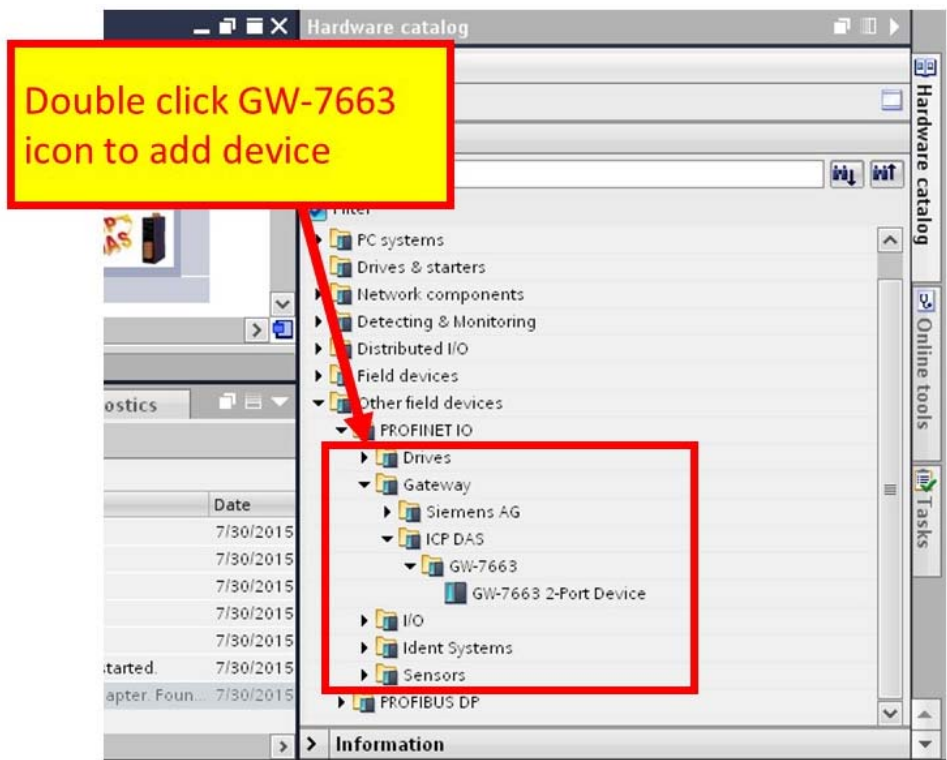 Hardware catalog
Double click GW-7663
icon to add device
Filter
PC systems
Drives & starters
Network components
Detecting & Monitoring
Distributed I/O
Field devices
Other field devices
PROFINET IO
Drives
Gateway
Siemens AG
ICP DAS
GW-7663
GW-7663 2-Port Device
I/O
Ident Systems
Sensors
PROFIBUS DP
Information
ostics
Date
7/30/2015
7/30/2015
7/30/2015
7/30/2015
7/30/2015
started. 7/30/2015
apter. Foun... 7/30/2015
Hardware catalog
Online tools
Tasks